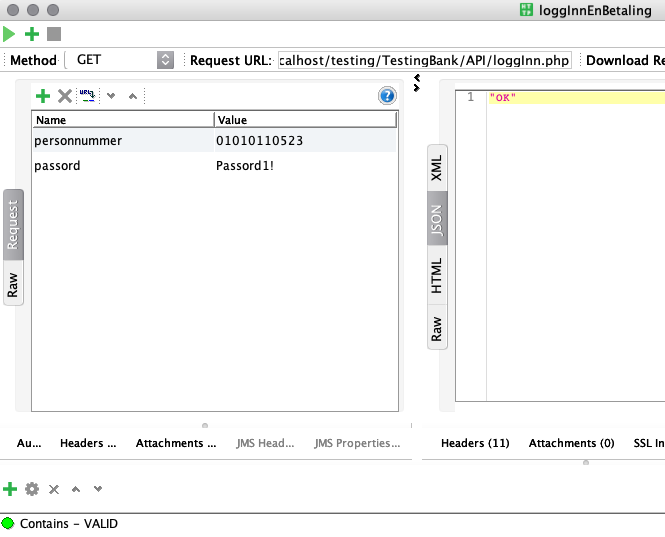 loggInnEnBetaling
Method GET Request URL: calhost/testing/TestingBank/API/loggInn.php Download Re
Name Value
personnummer 01010110523
passord Passord1!
Request
Raw
1 "OK"
XML
JSON
HTML
Raw
Au... Headers ... Attachments ... JMS Head... JMS Properties...
Headers (11) Attachments (0) SSL In
Contains - VALID